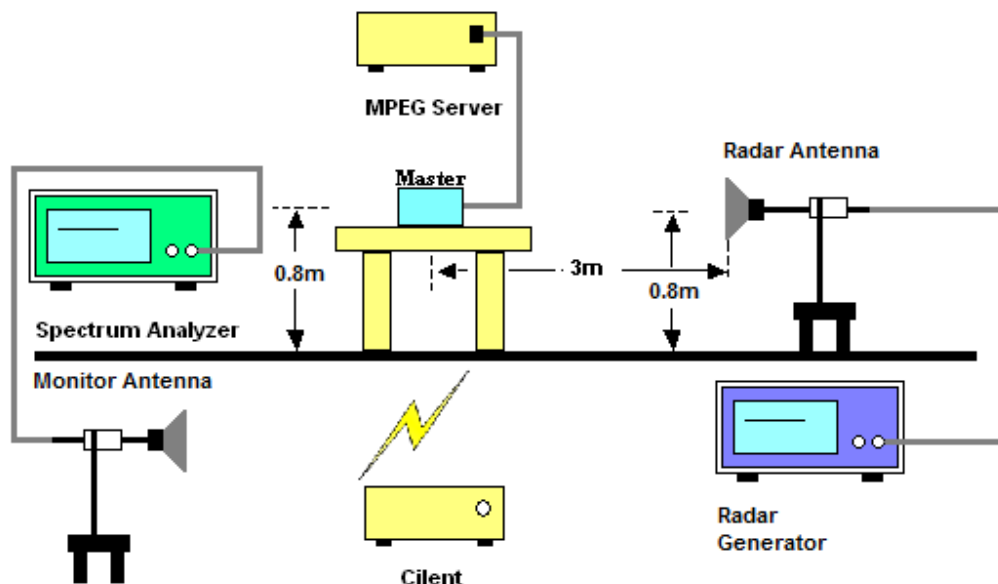 MPEG Server
Radar Antenna
Master
0.8m
3m
0.8m
Spectrum Analyzer
Monitor Antenna
Radar
Generator
Cilent